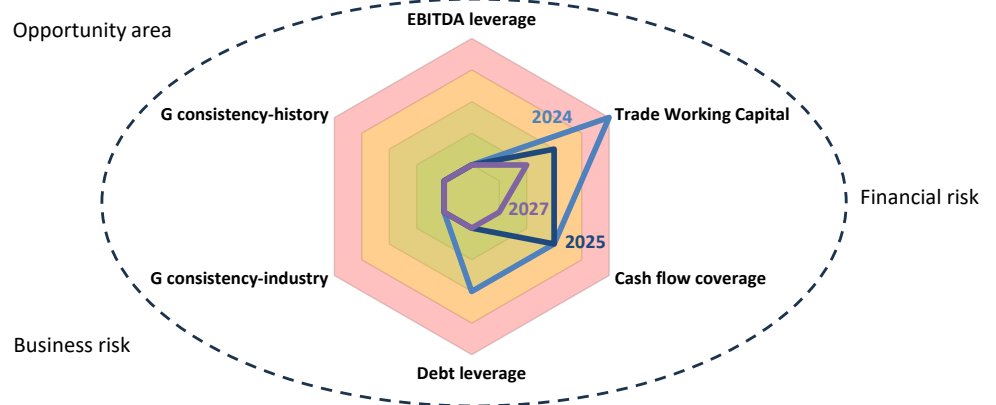 EBITDA leverage
Opportunity area
G consistency-history
2024
Trade Working Capital
Financial risk
2027
2025
G consistency-industry
Cash flow coverage
Business risk
Debt leverage